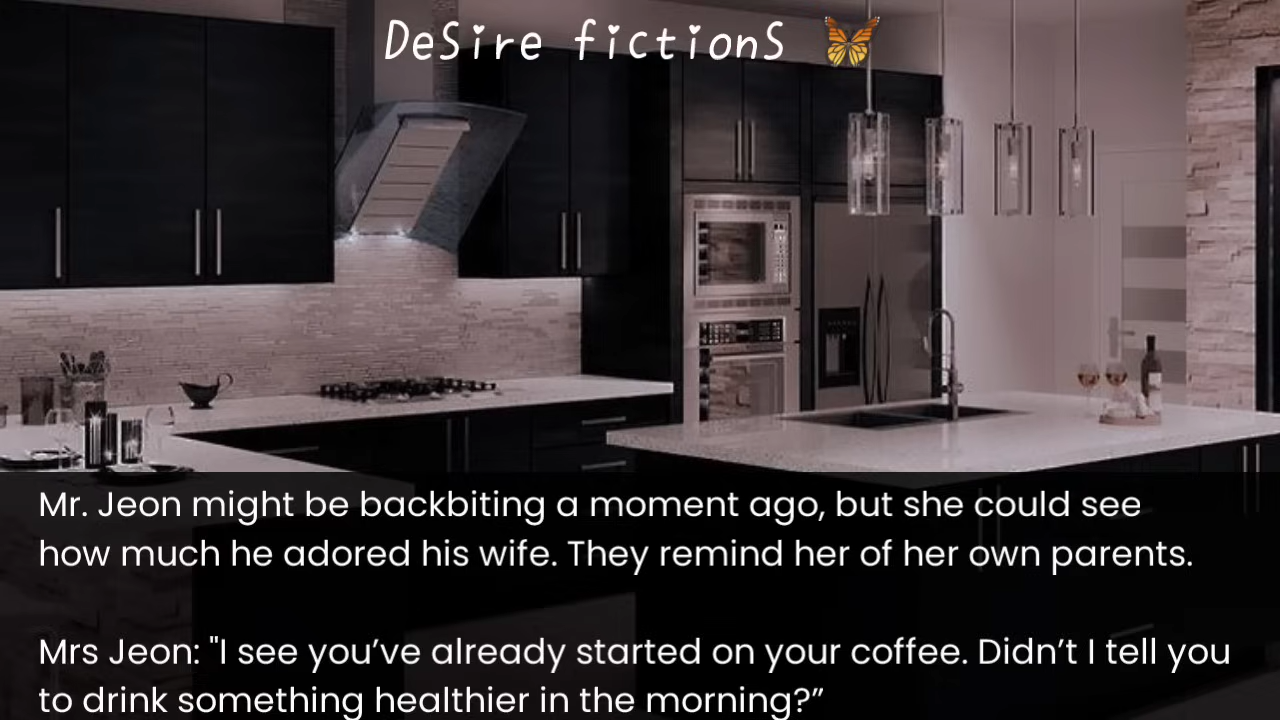 DeSire fictionS 🦋
Mr. Jeon might be backbiting a moment ago, but she could see
how much he adored his wife. They remind her of her own parents.
Mrs Jeon: "I see you’ve already started on your coffee. Didn’t I tell you
to drink something healthier in the morning?”